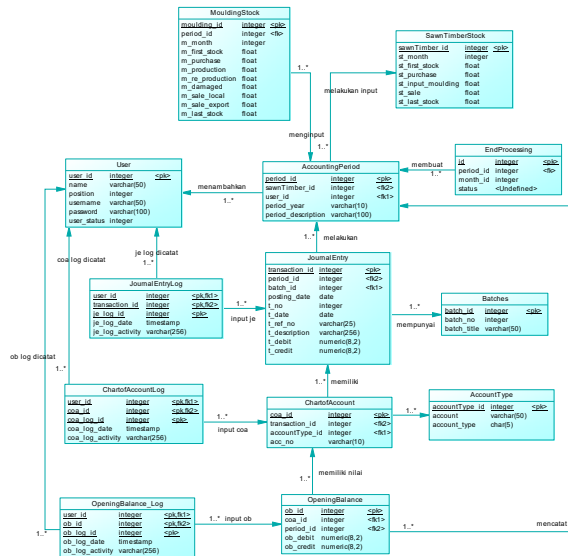 MouldingStock
moulding_id integer <pk>
period_id integer <fk>
m_month integer
m_first_stock float
m_purchase float
m_production float
m_re_production float
m_damaged float
m_sale_local float
m_sale_export float
m_last_stock float
SawnTimberStock
sawnTimber_id integer <pk>
st_month integer
st_first_stock float
st_purchase float
st_input_moulding float
st_sale float
st_last_stock float
1..*
melakukan input
menginput
1..*
1..*
User
user_id integer <pk>
name varchar(50)
position integer
username varchar(50)
password varchar(100)
user_status integer
menambahkan
1..*
AccountingPeriod
period_id integer <pk>
sawnTimber_id integer <fk2>
user_id integer <fk1>
period_year varchar(10)
period_description varchar(100)
membuat
1..*
EndProcessing
id integer <pk>
period_id integer <fk>
month_id integer
status <Undefined>
coa log dicatat
je log dicatat
1..*
melakukan
1..*
JournalEntryLog
user_id integer <pk,fk1>
transaction_id integer <pk,fk2>
je_log_id integer <pk>
je_log_date timestamp
je_log_activity varchar(256)
1..*
input je
JournalEntry
transaction_id integer <pk>
period_id integer <fk2>
batch_id integer <fk1>
posting_date date
t_no integer
t_date date
t_ref_no varchar(25)
t_description varchar(256)
t_debit numeric(8,2)
t_credit numeric(8,2)
1..*
mempunyai
Batches
batch_id integer <pk>
batch_no integer
batch_title varchar(50)
ob log dicatat
1..*
1..*
memiliki
ChartofAccountLog
user_id integer <pk,fk1>
coa_id integer <pk,fk2>
coa_log_id integer <pk>
coa_log_date timestamp
coa_log_activity varchar(256)
1..*
input coa
ChartofAccount
coa_id integer <pk>
transaction_id integer <fk2>
accountType_id integer <fk1>
acc_no varchar(10)
1..*
AccountType
accountType_id integer <pk>
account varchar(50)
account_type char(5)
memiliki nilai
1..*
OpeningBalance_Log
user_id integer <pk,fk1>
ob_id integer <pk,fk2>
ob_log_id integer <pk>
ob_log_date timestamp
ob_log_activity varchar(256)
1..*
1..* input ob
OpeningBalance
ob_id integer <pk>
coa_id integer <fk1>
period_id integer <fk2>
ob_debit numeric(8,2)
ob_credit numeric(8,2)
1..*
mencatat